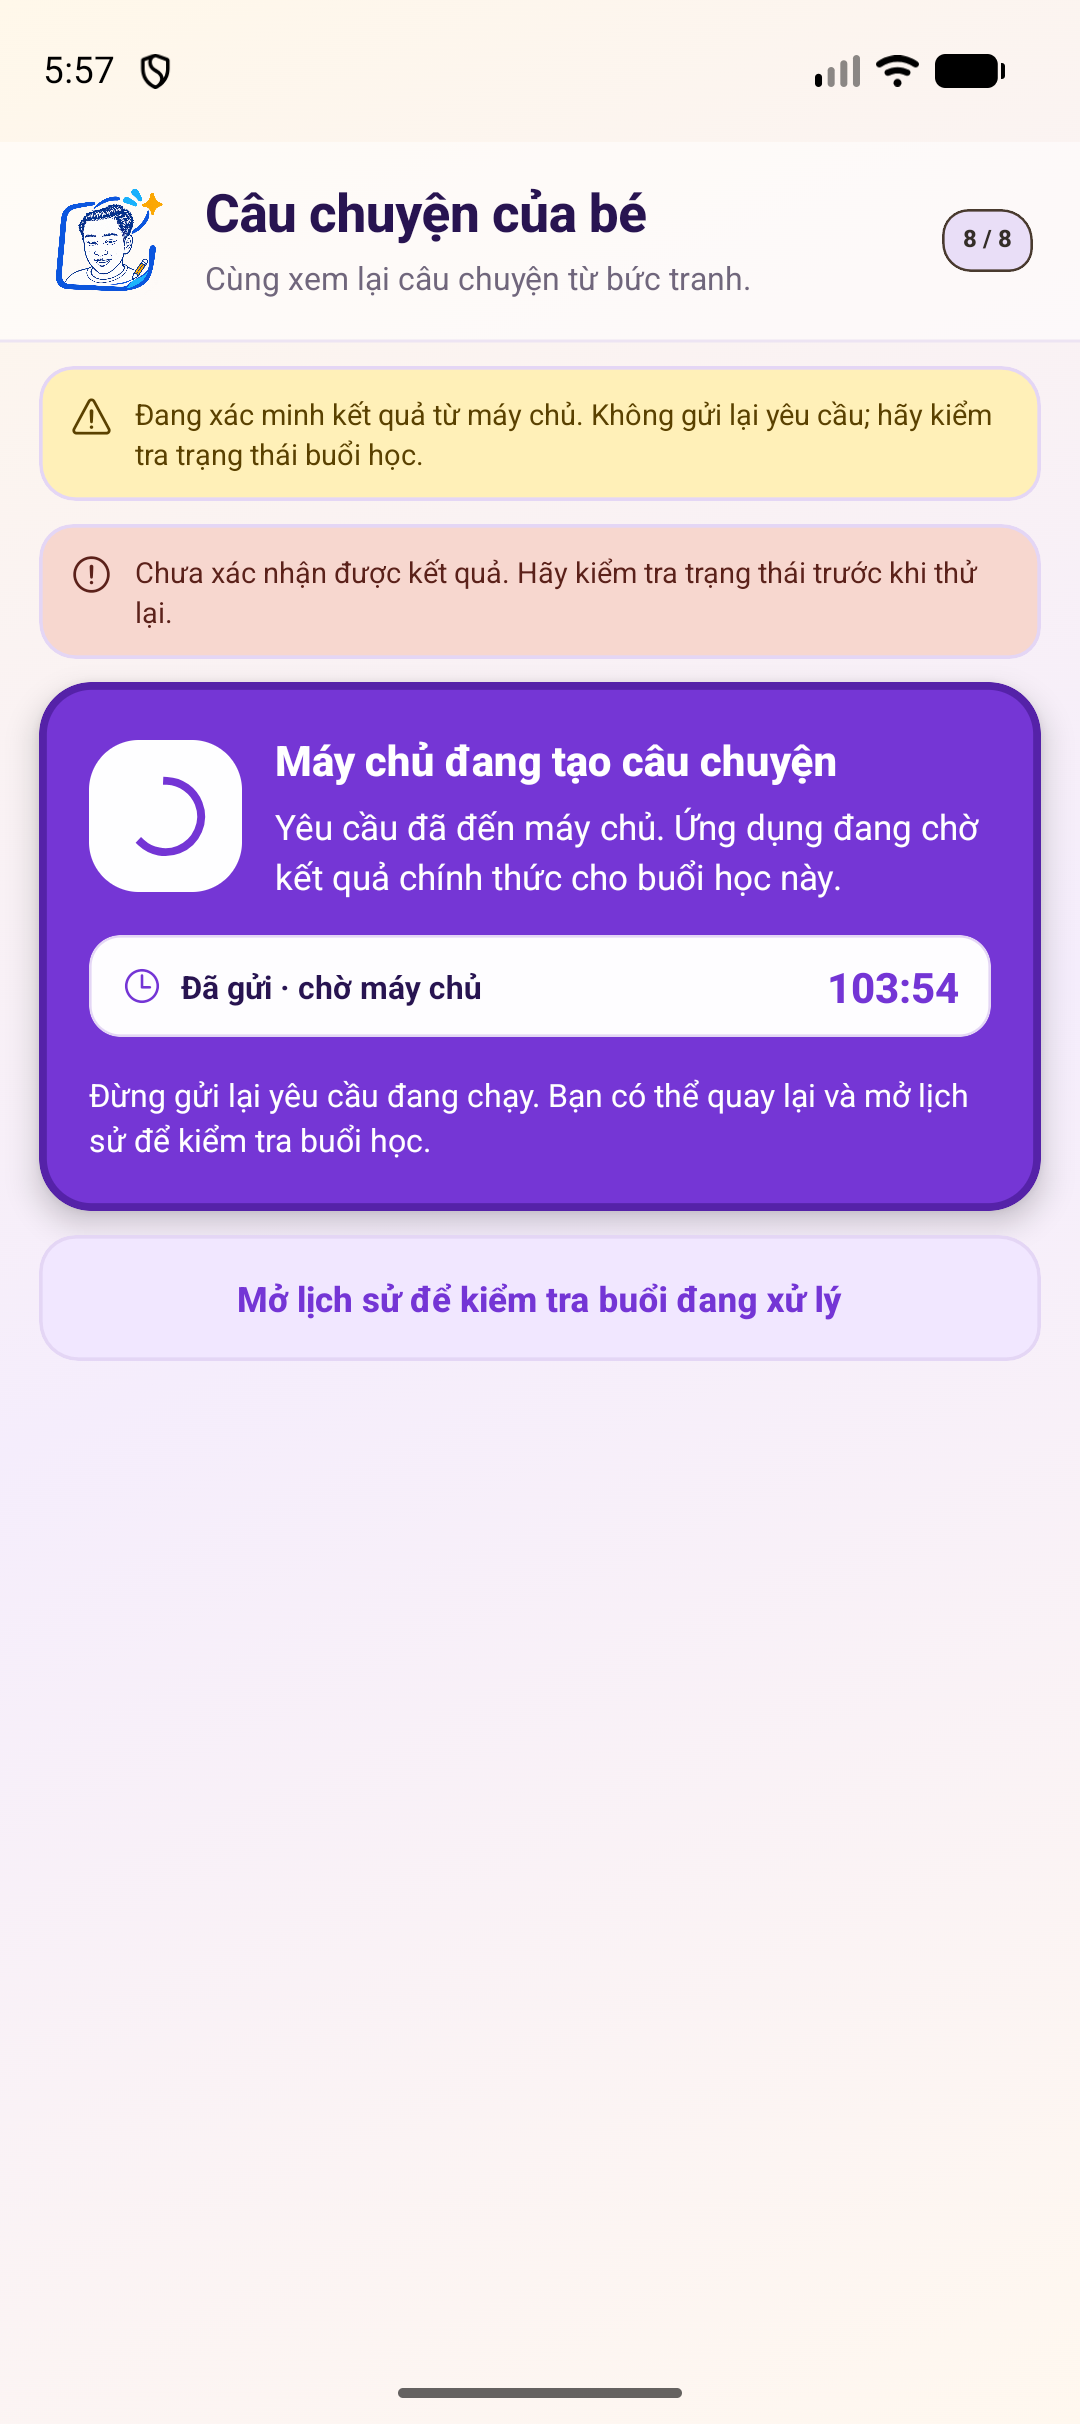 5:57
Câu chuyện của bé
Cùng xem lại câu chuyện từ bức tranh.
8 / 8
Đang xác minh kết quả từ máy chủ. Không gửi lại yêu cầu; hãy kiểm
tra trạng thái buổi học.
Chưa xác nhận được kết quả. Hãy kiểm tra trạng thái trước khi thử
lại.
Máy chủ đang tạo câu chuyện
Yêu cầu đã đến máy chủ. Ứng dụng đang chờ
kết quả chính thức cho buổi học này.
Đã gửi · chờ máy chủ
103:54
Đừng gửi lại yêu cầu đang chạy. Bạn có thể quay lại và mở lịch
sử để kiểm tra buổi học.
Mở lịch sử để kiểm tra buổi đang xử lý